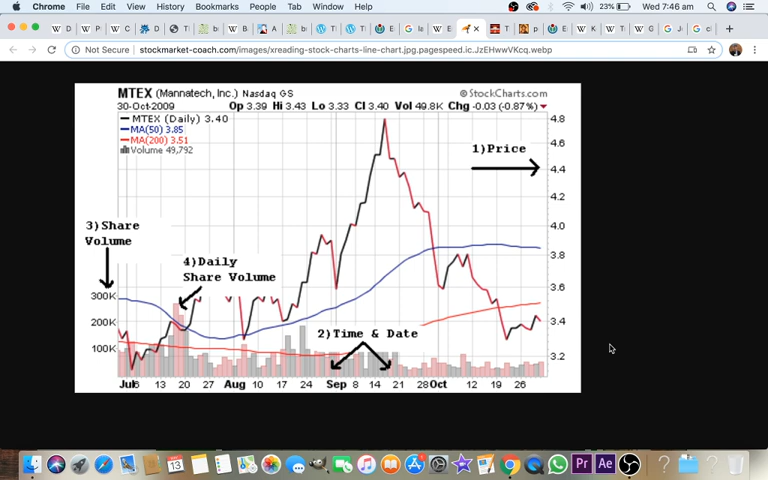 Chrome File Edit View History Bookmarks People Tab Window Help 23% Wed 7:46 am
Not Secure stockmarket-coach.com/images/xreading-stock-charts-line-chart.jpg.pagespeed.ic.JzEHwwVKcq.webp
MTEX (Mannatech, Inc.) Nasdaq GS © StockCharts.com
30-Oct-2009 Op 3.39 Hi 3.43 Lo 3.33 Cl 3.40 Vol 49.8K Chg -0.03 (-0.87%)
MTEX (Daily) 3.40
MA(50) 3.85
MA(200) 3.51
Volume 49,792
4.8
4.6
1)Price
4.4
4.2
3)Share
Volume
4.0
3.8
4)Daily
Share Volume
3.6
300K
200K
3.4
2)Time & Date
100K
3.2
Jul 6 13 20 27 Aug 10 17 24 Sep 8 14 21 28 Oct 12 19 26